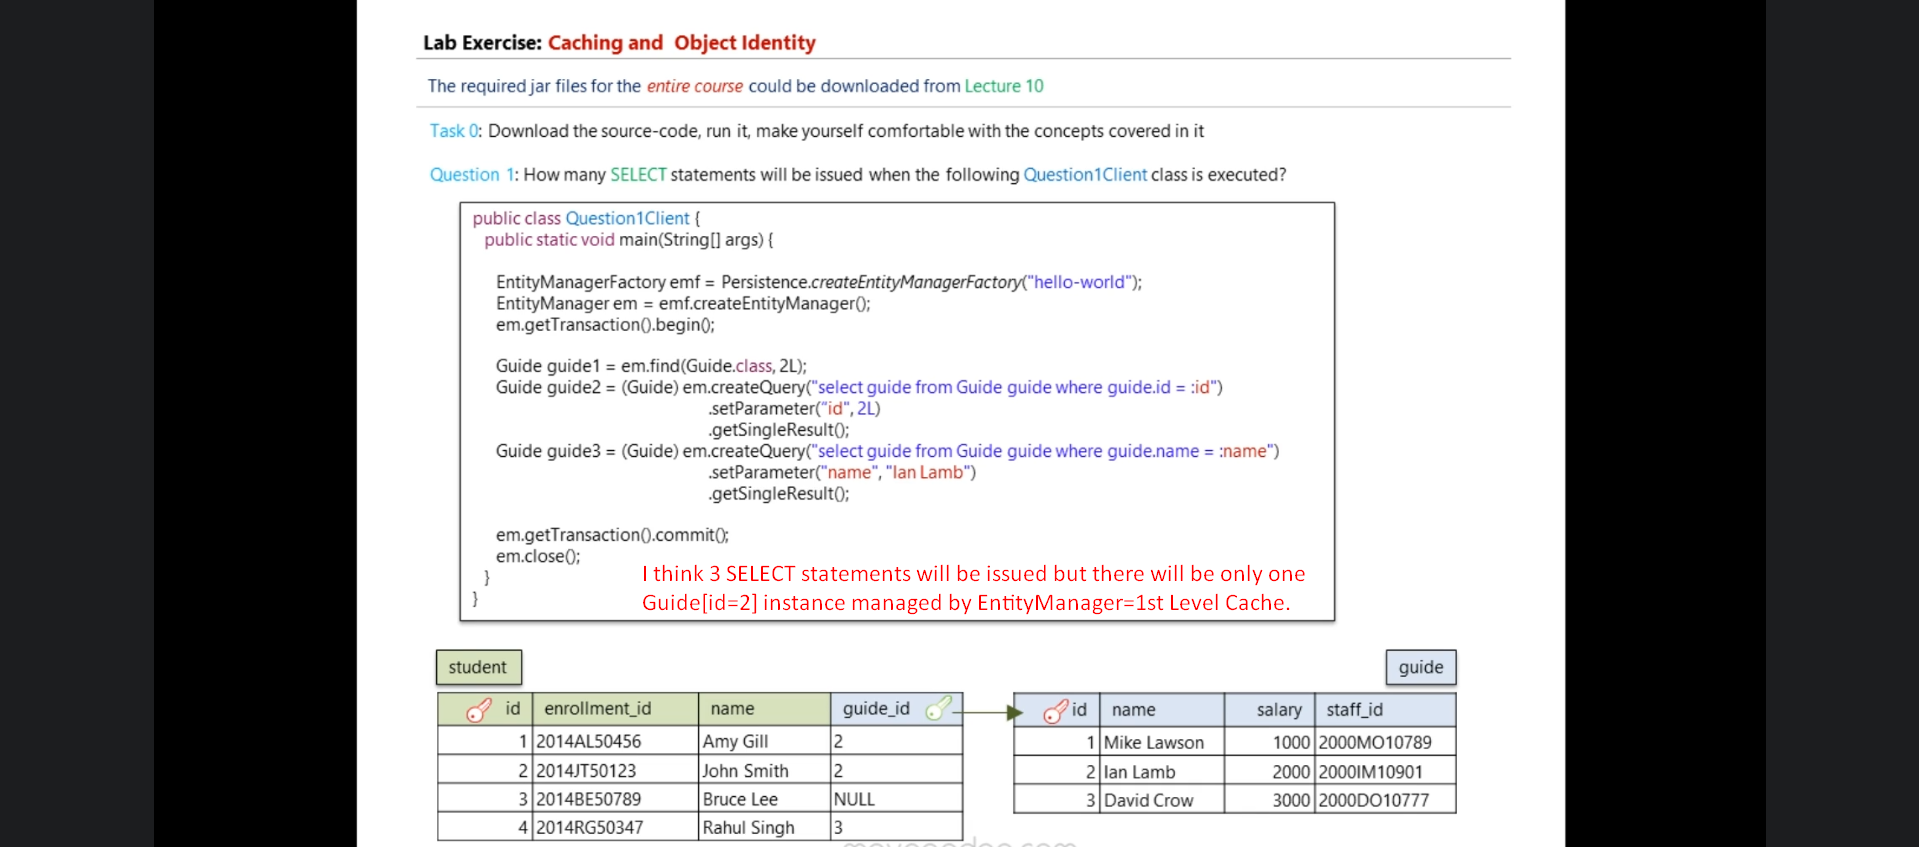 Lab Exercise: Caching and Object Identity
The required jar files for the entire course could be downloaded from Lecture 10
Task 0: Download the source-code, run it, make yourself comfortable with the concepts covered in it
Question 1: How many SELECT statements will be issued when the following Question1Client class is executed?
public class Question1Client {
public static void main(String[] args) {
EntityManagerFactory emf = Persistence.createEntityManagerFactory("hello-world");
EntityManager em = emf.createEntityManager();
em.getTransaction().begin();
Guide guide1 = em.find(Guide.class, 2L);
Guide guide2 = (Guide) em.createQuery("select guide from Guide guide where guide.id = :id")
.setParameter("id", 2L)
.getSingleResult();
Guide guide3 = (Guide) em.createQuery("select guide from Guide guide where guide.name = :name")
.setParameter("name", "Ian Lamb")
.getSingleResult();
em.getTransaction().commit();
em.close();
}
}
I think 3 SELECT statements will be issued but there will be only one
Guide[id=2] instance managed by EntityManager=1st Level Cache.
student
id enrollment_id name guide_id
1 2014AL50456 Amy Gill 2
2 2014JT50123 John Smith 2
3 2014BE50789 Bruce Lee NULL
4 2014RG50347 Rahul Singh 3
guide
id name salary staff_id
1 Mike Lawson 1000 2000MO10789
2 Ian Lamb 2000 2000IM10901
3 David Crow 3000 2000DO10777